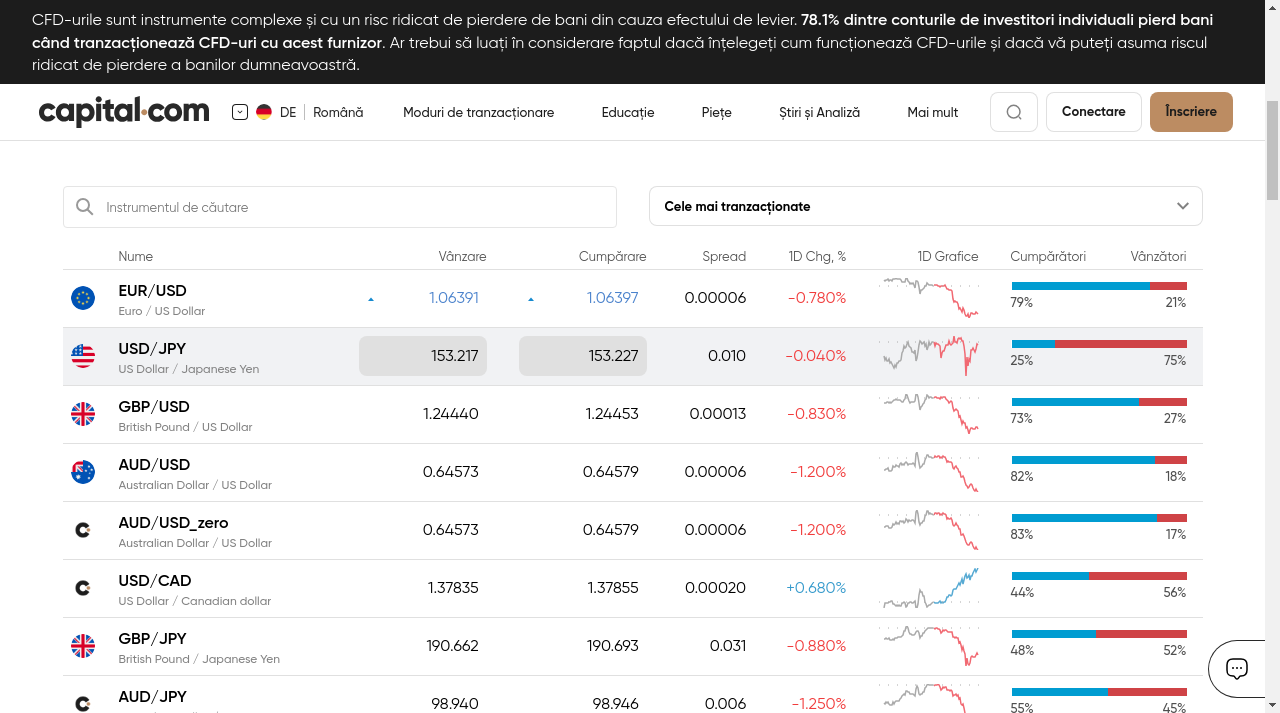 CFD-urile sunt instrumente complexe și cu un risc ridicat de pierdere de bani din cauza efectului de levier. 78.1% dintre conturile de investitori individuali pierd bani
când tranzacționează CFD-uri cu acest furnizor. Ar trebui să luați în considerare faptul dacă înțelegeți cum funcționează CFD-urile și dacă vă puteți asuma riscul
ridicat de pierdere a banilor dumneavoastră.
capital.com DE Română Moduri de tranzacționare Educație Piețe Știri și Analiză Mai mult Conectare Înscriere
Instrumentul de căutare Cele mai tranzacționate
Nume Vânzare Cumpărare Spread 1D Chg, % 1D Grafice Cumpărători Vânzători
EUR/USD 1.06391 1.06397 0.00006 -0.780%
Euro / US Dollar 79% 21%
USD/JPY 153.217 153.227 0.010 -0.040%
US Dollar / Japanese Yen 25% 75%
GBP/USD 1.24440 1.24453 0.00013 -0.830%
British Pound / US Dollar 73% 27%
AUD/USD 0.64573 0.64579 0.00006 -1.200%
Australian Dollar / US Dollar 82% 18%
AUD/USD_zero 0.64573 0.64579 0.00006 -1.200%
Australian Dollar / US Dollar 83% 17%
USD/CAD 1.37835 1.37855 0.00020 +0.680%
US Dollar / Canadian dollar 44% 56%
GBP/JPY 190.662 190.693 0.031 -0.880%
British Pound / Japanese Yen 48% 52%
AUD/JPY 98.940 98.946 0.006 -1.250%
55% 45%